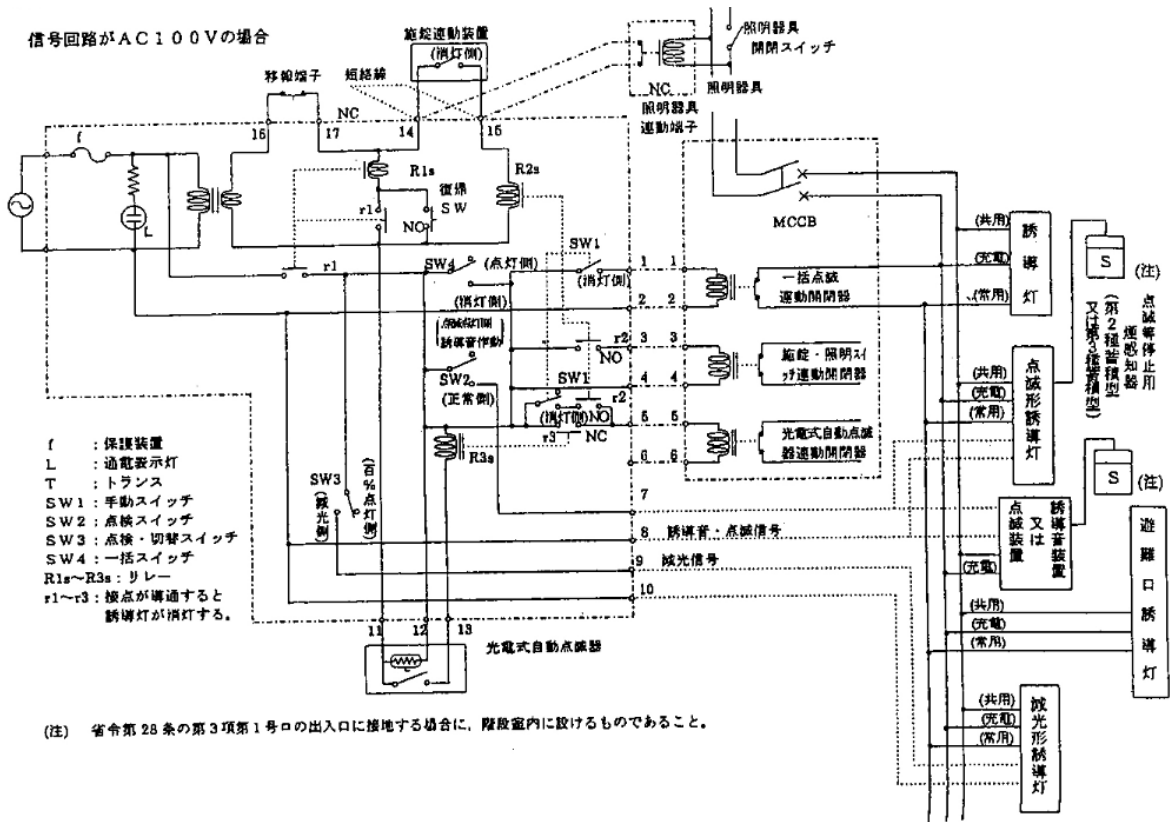 信号回路がAC100Vの場合
施錠連動装置
(消灯側)
照明器具
開閉スイッチ
移報端子
短絡線
NC
照明器具
連動端子
照明器具
NC
16
17
14
15
f
R1s
R2s
復帰
SW
r1
NO
L
r1
SW4
(点灯側)
(消灯側)
SW1
(消灯側)
MCCB
1
1
2
2
3
3
4
4
5
5
6
6
7
8
9
10
一括点滅
連動開閉器
施錠・照明スイ
ッチ連動開閉器
光電式自動点滅
器連動開閉器
点滅点灯側
誘導音作動
SW2
(正常側)
r2
NO
SW1
r2
(消灯側)
NO
r3
NC
R3s
SW3
(減光側)
(百%点灯側)
誘導音・点滅信号
減光信号
11
12
13
光電式自動点滅器
(共用)
(充電)
(常用)
誘導灯
S
(注)
点滅等停止用
煙感知器
(第2種蓄積型
又は第3種蓄積型)
(共用)
(充電)
(常用)
点滅形誘導灯
S
(注)
誘導音装置
又は
点滅装置
(充電)
(共用)
(充電)
(常用)
避難口誘導灯
(共用)
(充電)
(常用)
減光形誘導灯
f :保護装置
L :通電表示灯
T :トランス
SW1:手動スイッチ
SW2:点検スイッチ
SW3:点検・切替スイッチ
SW4:一括スイッチ
R1s~R3s:リレー
r1~r3:接点が導通すると
誘導灯が消灯する。
(注) 省令第28条の第3項第1号ロの出入口に接地する場合に,階段室内に設けるものであること。